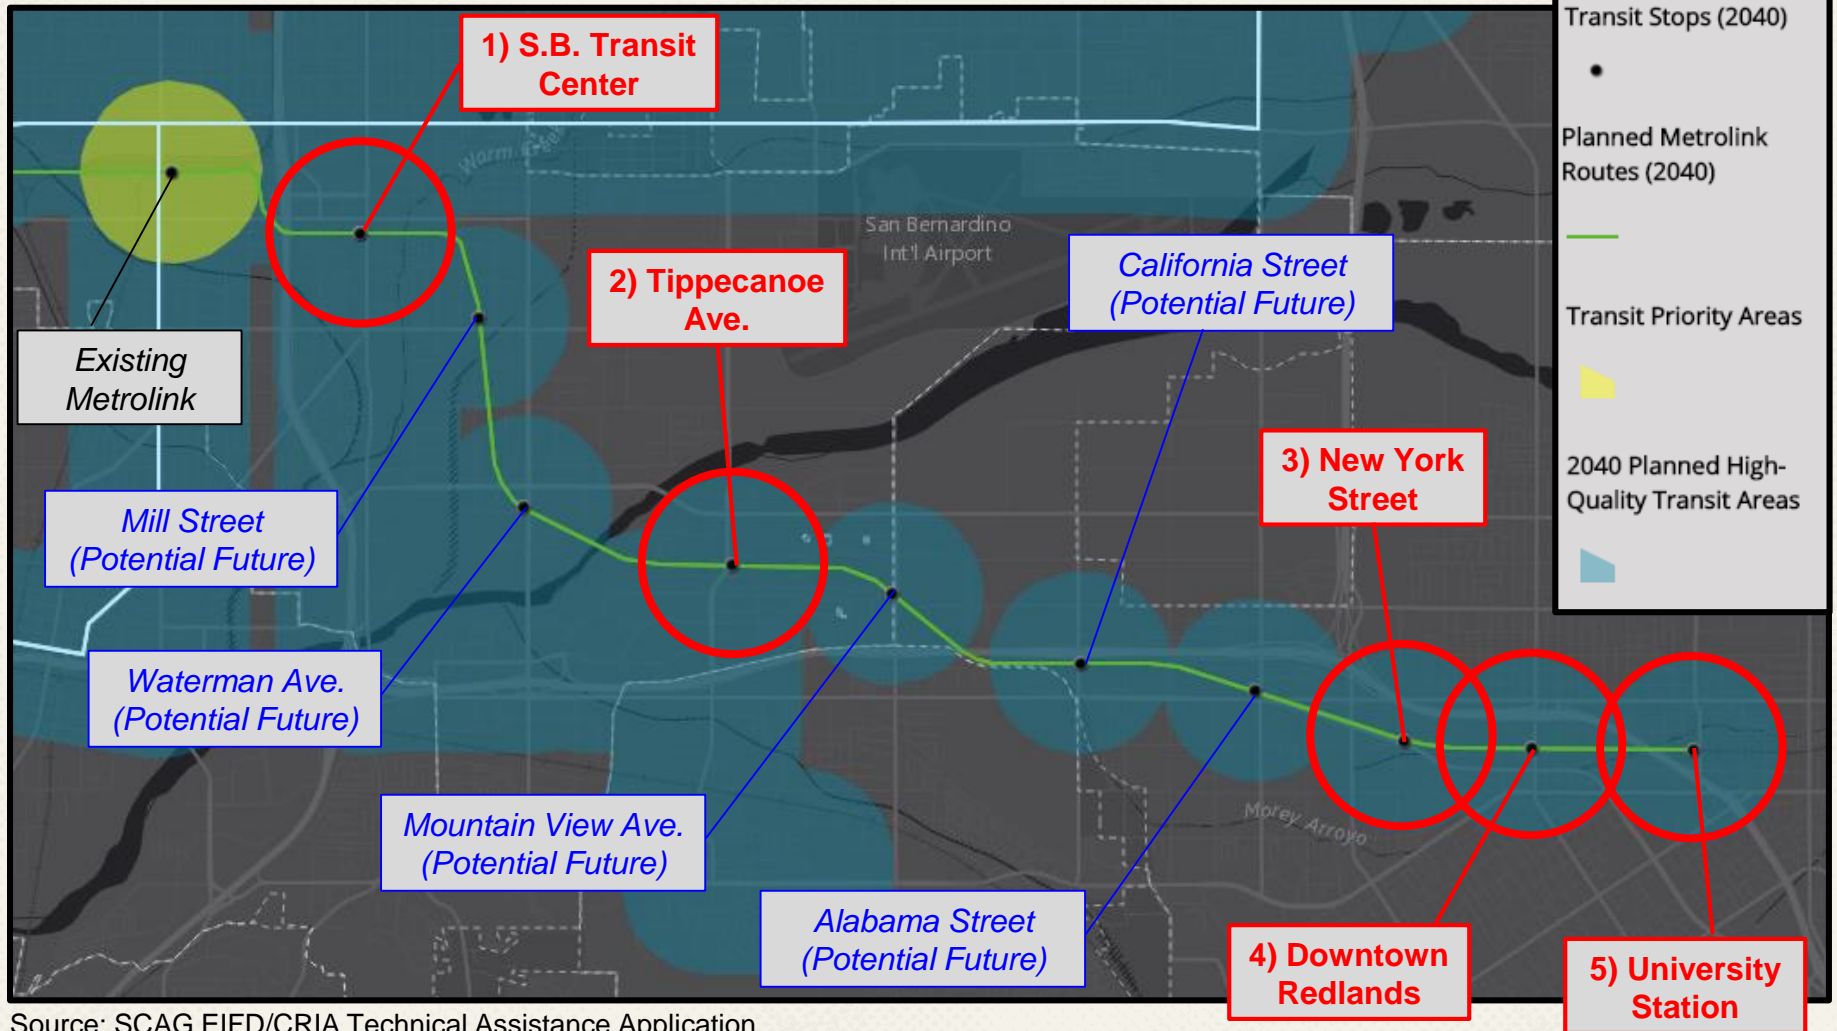 Transit Stops (2040)
1) S.B. Transit
Center
Planned Metrolink
Routes (2040)
Warm Creek
San Bernardino
Int'l Airport
2) Tippecanoe
Ave.
California Street
(Potential Future)
Transit Priority Areas
Existing
Metrolink
3) New York
Street
2040 Planned High-
Quality Transit Areas
Mill Street
(Potential Future)
Waterman Ave.
(Potential Future)
Mountain View Ave.
(Potential Future)
Morey Arroyo
Alabama Street
(Potential Future)
4) Downtown
Redlands
5) University
Station
Source: SCAG EIFD/CRIA Technical Assistance Application